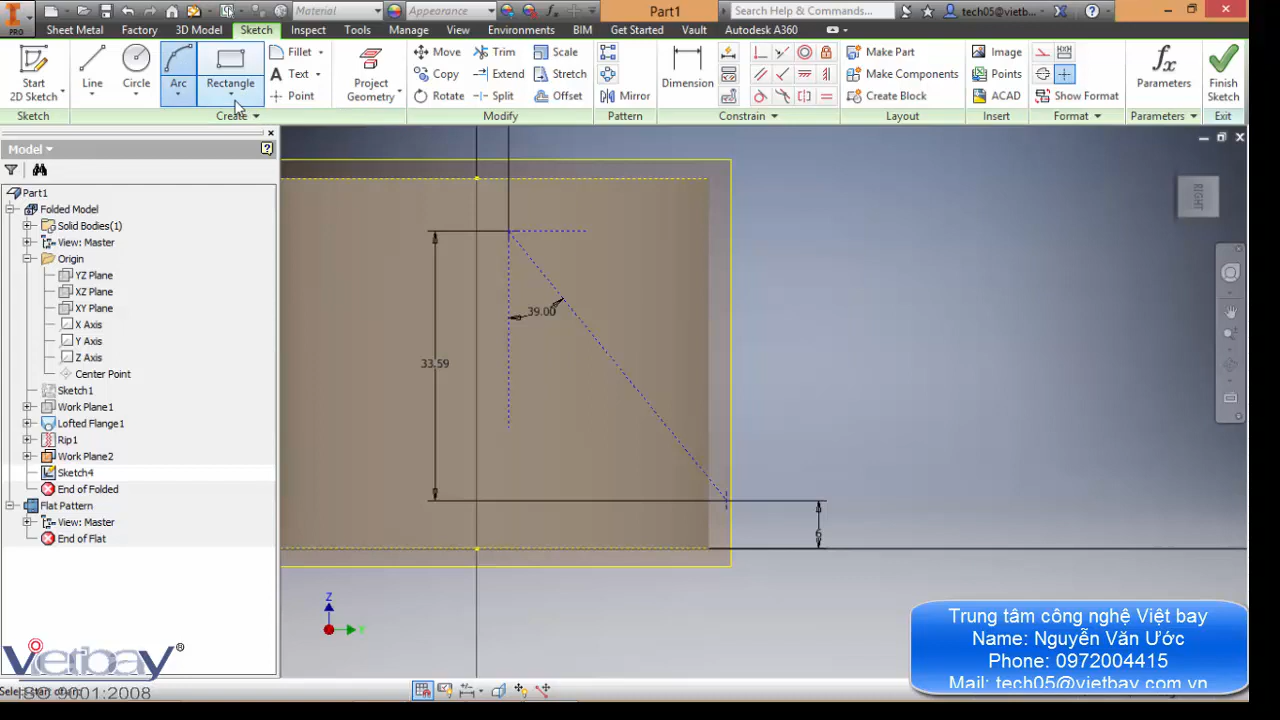 I
PRO
Material
Appearance
Part1
Search Help & Commands...
tech05@vietb...
Sheet Metal
Factory
3D Model
Sketch
Inspect
Tools
Manage
View
Environments
BIM
Get Started
Vault
Autodesk A360
Start
2D Sketch
Line
Circle
Arc
Rectangle
Fillet
Text
Point
Project
Geometry
Move
Trim
Scale
Copy
Extend
Stretch
Rotate
Split
Offset
Mirror
Dimension
Make Part
Make Components
Create Block
Image
Points
ACAD
Show Format
Parameters
Finish
Sketch
Sketch
Create
Modify
Pattern
Constrain
Layout
Insert
Format
Parameters
Exit
Model
Part1
Folded Model
Solid Bodies(1)
View: Master
Origin
YZ Plane
XZ Plane
XY Plane
X Axis
Y Axis
Z Axis
Center Point
Sketch1
Work Plane1
Lofted Flange1
Rip1
Work Plane2
Sketch4
End of Folded
Flat Pattern
View: Master
End of Flat
RIGHT
39.00
33.59
6
Z
Trung tâm công nghệ Việt bay
Name: Nguyễn Văn Ước
Phone: 0972004415
Mail: tech05@vietbay.com.vn
Vietbay ®
9001:2008